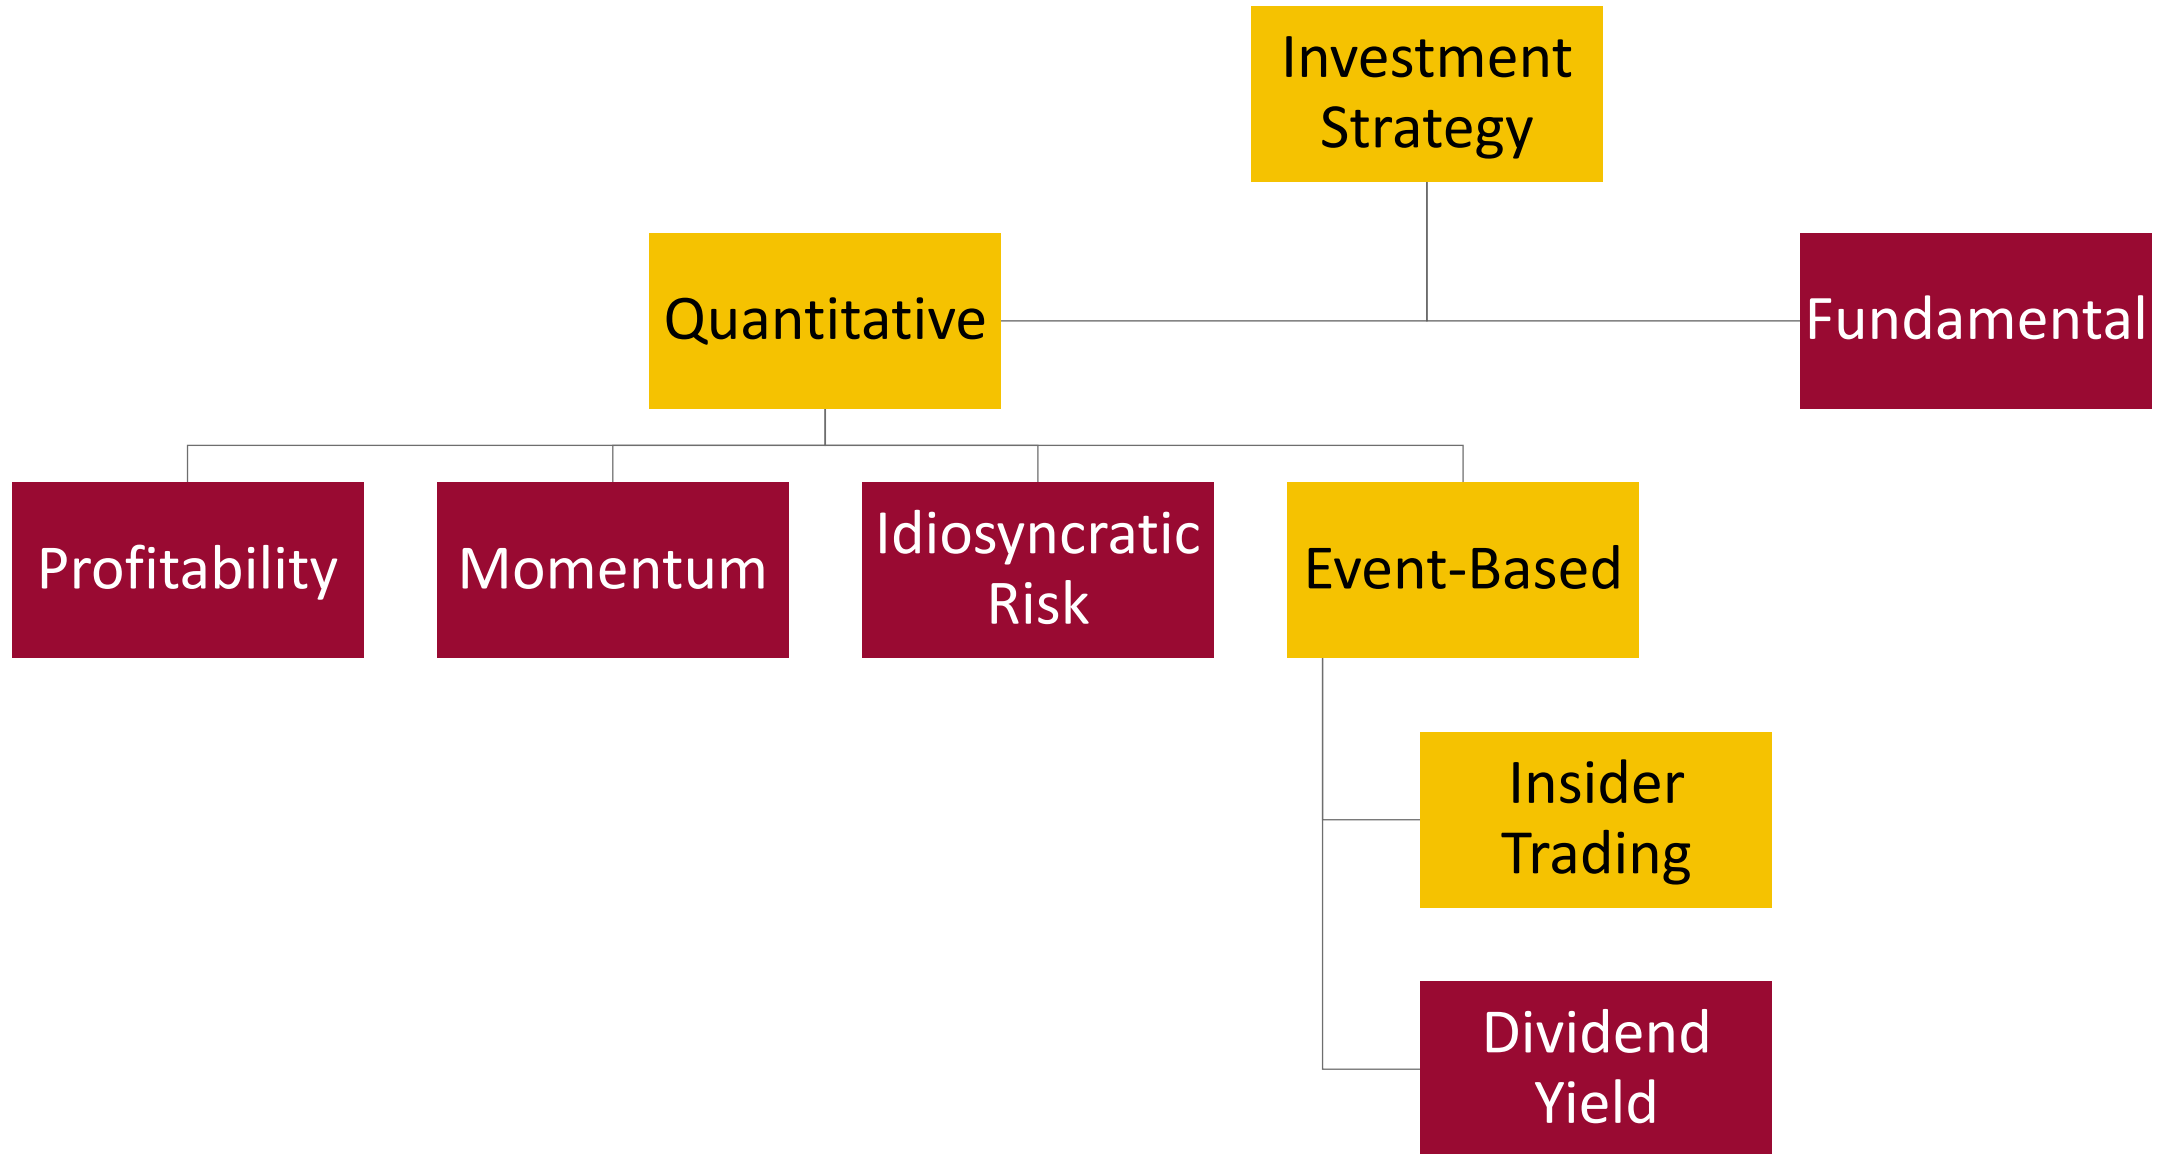 Investment
Strategy
Quantitative
Fundamental
Profitability
Momentum
Idiosyncratic
Risk
Event-Based
Insider
Trading
Dividend
Yield